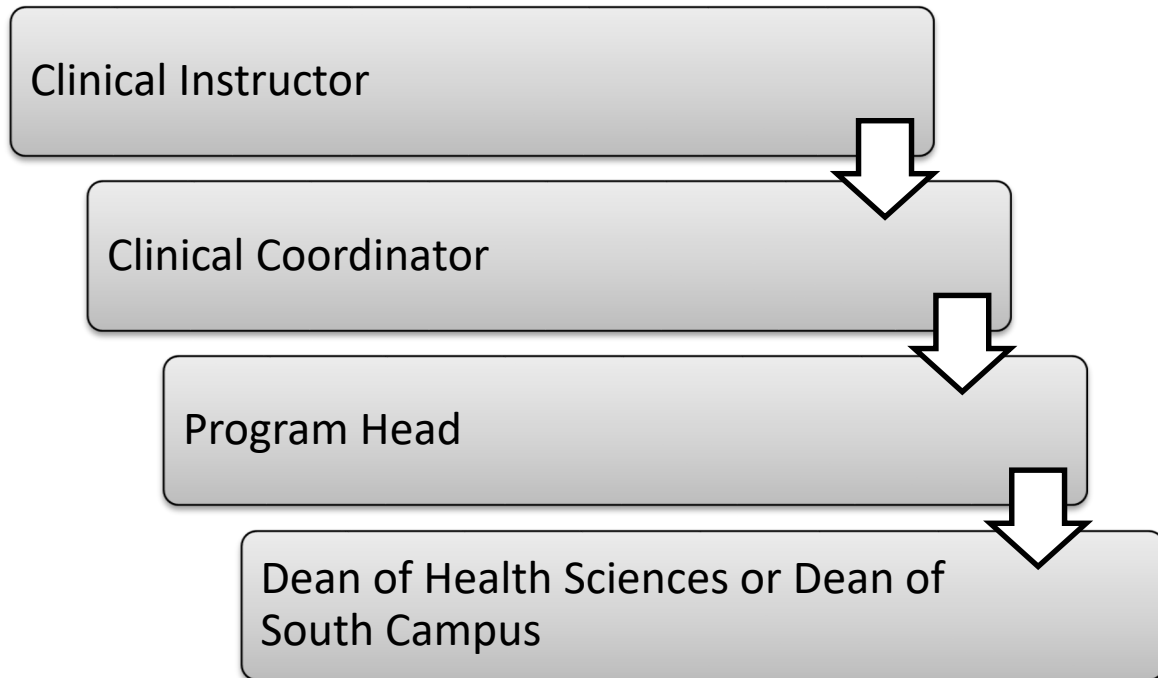 Clinical Instructor
Clinical Coordinator
Program Head
Dean of Health Sciences or Dean of
South Campus